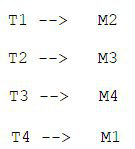 T1 --> M2
T2 --> M3
T3 --> M4
T4 --> M1